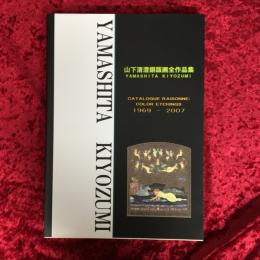 YAMASHITA KIYOZUMI
山下清澄銅版画全作品集
YAMASHITA KIYOZUMI
CATALOGUE RAISONNE:
COLOR ETCHINGS
1969 - 2007